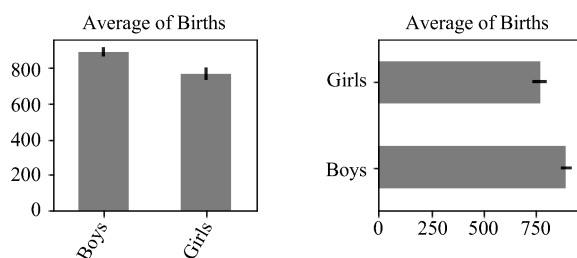 Average of Births
800
600
400
200
0
Boys
Girls
Average of Births
Girls
Boys
0 250 500 750